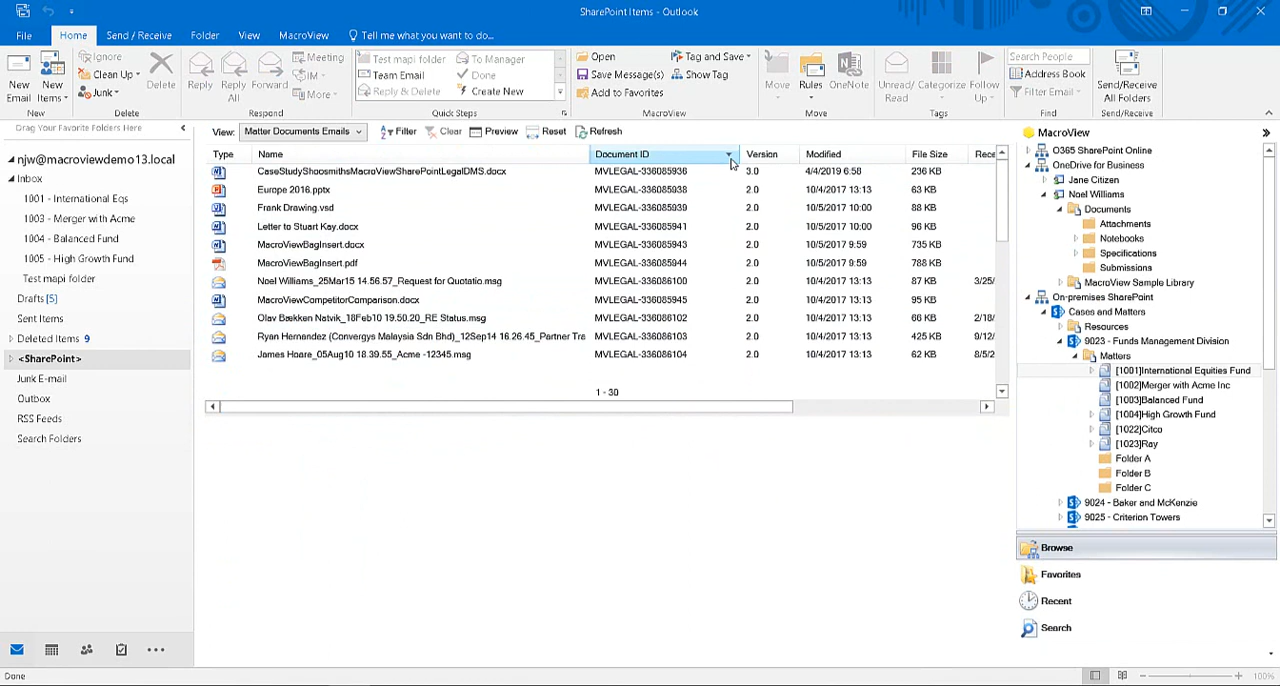 SharePoint Items - Outlook
File Home Send / Receive Folder View MacroView Tell me what you want to do...
New Email
New Items
Ignore
Clean Up
Junk
Delete
Reply
Reply All
Forward
Meeting
IM
More
Test mapi folder
Team Email
Reply & Delete
To Manager
Done
Create New
Open
Save Message(s)
Add to Favorites
Tag and Save
Show Tag
Move
Rules
OneNote
Unread/ Read
Categorize
Follow Up
Search People
Address Book
Filter Email
Send/Receive All Folders
New Delete Respond Quick Steps MacroView Move Tags Find Send/Receive
Drag Your Favorite Folders Here
njw@macroviewdemo13.local
Inbox
1001 - International Eqs
1003 - Merger with Acme
1004 - Balanced Fund
1005 - High Growth Fund
Test mapi folder
Drafts [5]
Sent Items
Deleted Items 9
<SharePoint>
Junk E-mail
Outbox
RSS Feeds
Search Folders
View: Matter Documents Emails Filter Clear Preview Reset Refresh
Type Name Document ID Version Modified File Size Rece
CaseStudyShoosmithsMacroViewSharePointLegalDMS.docx MVLEGAL-336085936 3.0 4/4/2019 6:58 236 KB
Europe 2016.pptx MVLEGAL-336085938 2.0 10/4/2017 13:13 63 KB
Frank Drawing.vsd MVLEGAL-336085939 2.0 10/5/2017 10:00 88 KB
Letter to Stuart Kay.docx MVLEGAL-336085941 2.0 10/5/2017 10:00 96 KB
MacroViewBagInsert.docx MVLEGAL-336085943 2.0 10/5/2017 9:59 735 KB
MacroViewBagInsert.pdf MVLEGAL-336085944 2.0 10/5/2017 9:59 788 KB
Noel Williams_25Mar15 14.56.57_Request for Quotatio.msg MVLEGAL-336086100 2.0 10/4/2017 13:13 87 KB 3/25/
MacroViewCompetitorComparison.docx MVLEGAL-336085945 2.0 10/4/2017 13:13 95 KB
Olav Bækken Natvik_18Feb10 19.50.20_RE Status.msg MVLEGAL-336086102 2.0 10/4/2017 13:13 66 KB 2/18/
Ryan Hernandez (Convergys Malaysia Sdn Bhd)_12Sep14 16.26.45_Partner Tra MVLEGAL-336086103 2.0 10/4/2017 13:13 425 KB 9/12/
James Hoare_05Aug10 18.39.55_Acme -12345.msg MVLEGAL-336086104 2.0 10/4/2017 13:13 62 KB 8/5/2
1 - 30
MacroView
O365 SharePoint Online
OneDrive for Business
Jane Citizen
Noel Williams
Documents
Attachments
Notebooks
Specifications
Submissions
MacroView Sample Library
On-premises SharePoint
Cases and Matters
Resources
9023 - Funds Management Division
Matters
[1001]International Equities Fund
[1002]Merger with Acme Inc
[1003]Balanced Fund
[1004]High Growth Fund
[1022]Citco
[1023]Ray
Folder A
Folder B
Folder C
9024 - Baker and McKenzie
9025 - Criterion Towers
Browse
Favorites
Recent
Search
Done
100%